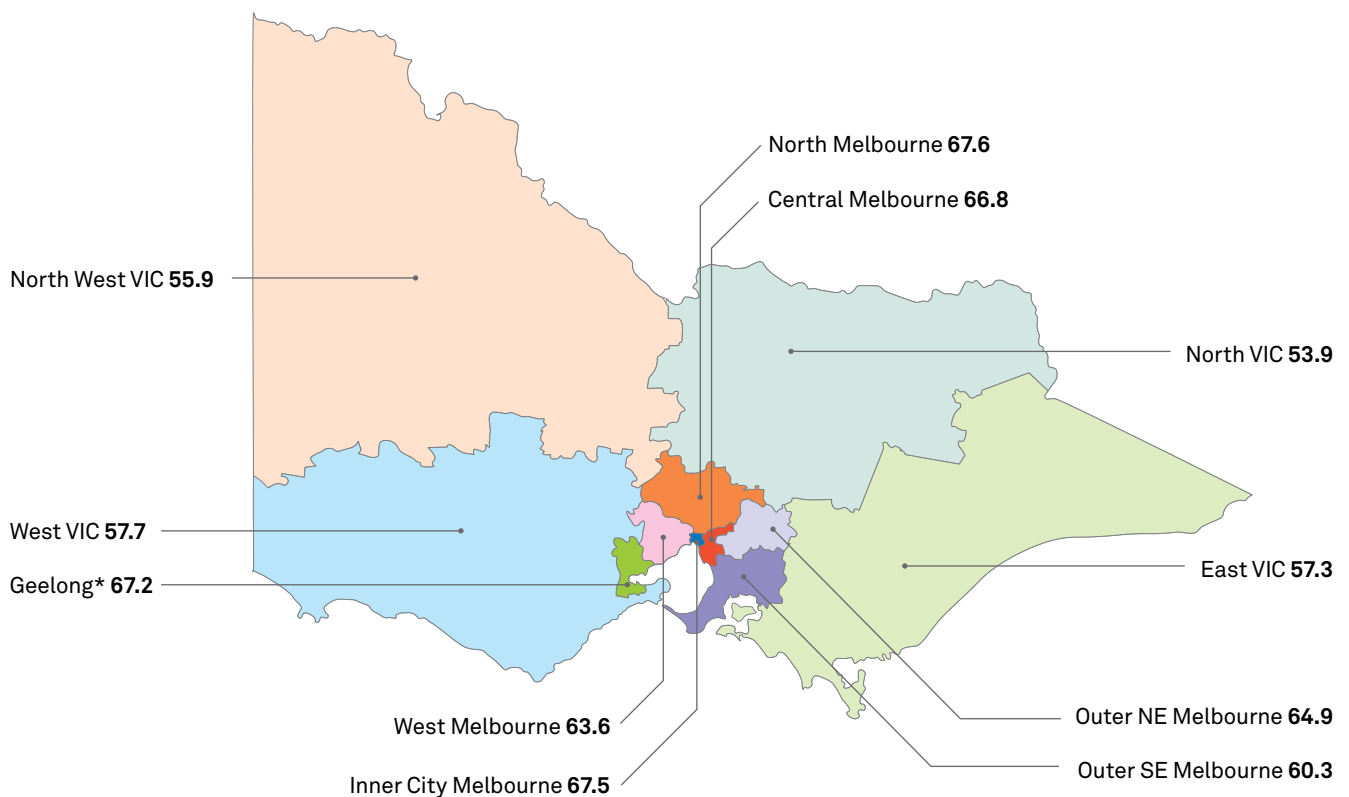 North Melbourne 67.6
Central Melbourne 66.8
North West VIC 55.9
North VIC 53.9
West VIC 57.7
East VIC 57.3
Geelong* 67.2
Outer NE Melbourne 64.9
West Melbourne 63.6
Outer SE Melbourne 60.3
Inner City Melbourne 67.5